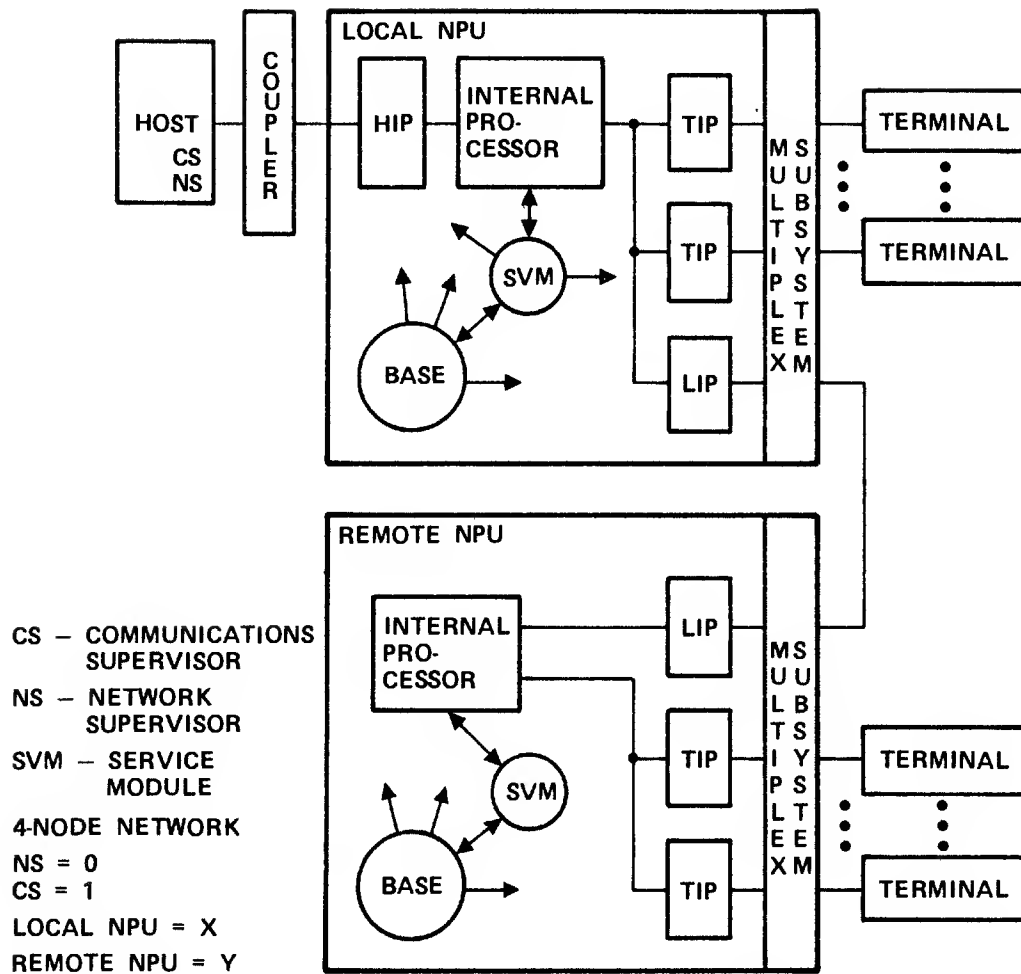 LOCAL NPU
HOST
CS
NS
COUPLER
HIP
INTERNAL
PRO-
CESSOR
TIP
TIP
LIP
SVM
BASE
MULTIPLEX
SUBSYSTEM
TERMINAL
TERMINAL
REMOTE NPU
INTERNAL
PRO-
CESSOR
LIP
TIP
TIP
SVM
BASE
MULTIPLEX
SUBSYSTEM
TERMINAL
TERMINAL
CS – COMMUNICATIONS
SUPERVISOR
NS – NETWORK
SUPERVISOR
SVM – SERVICE
MODULE
4-NODE NETWORK
NS = 0
CS = 1
LOCAL NPU = X
REMOTE NPU = Y